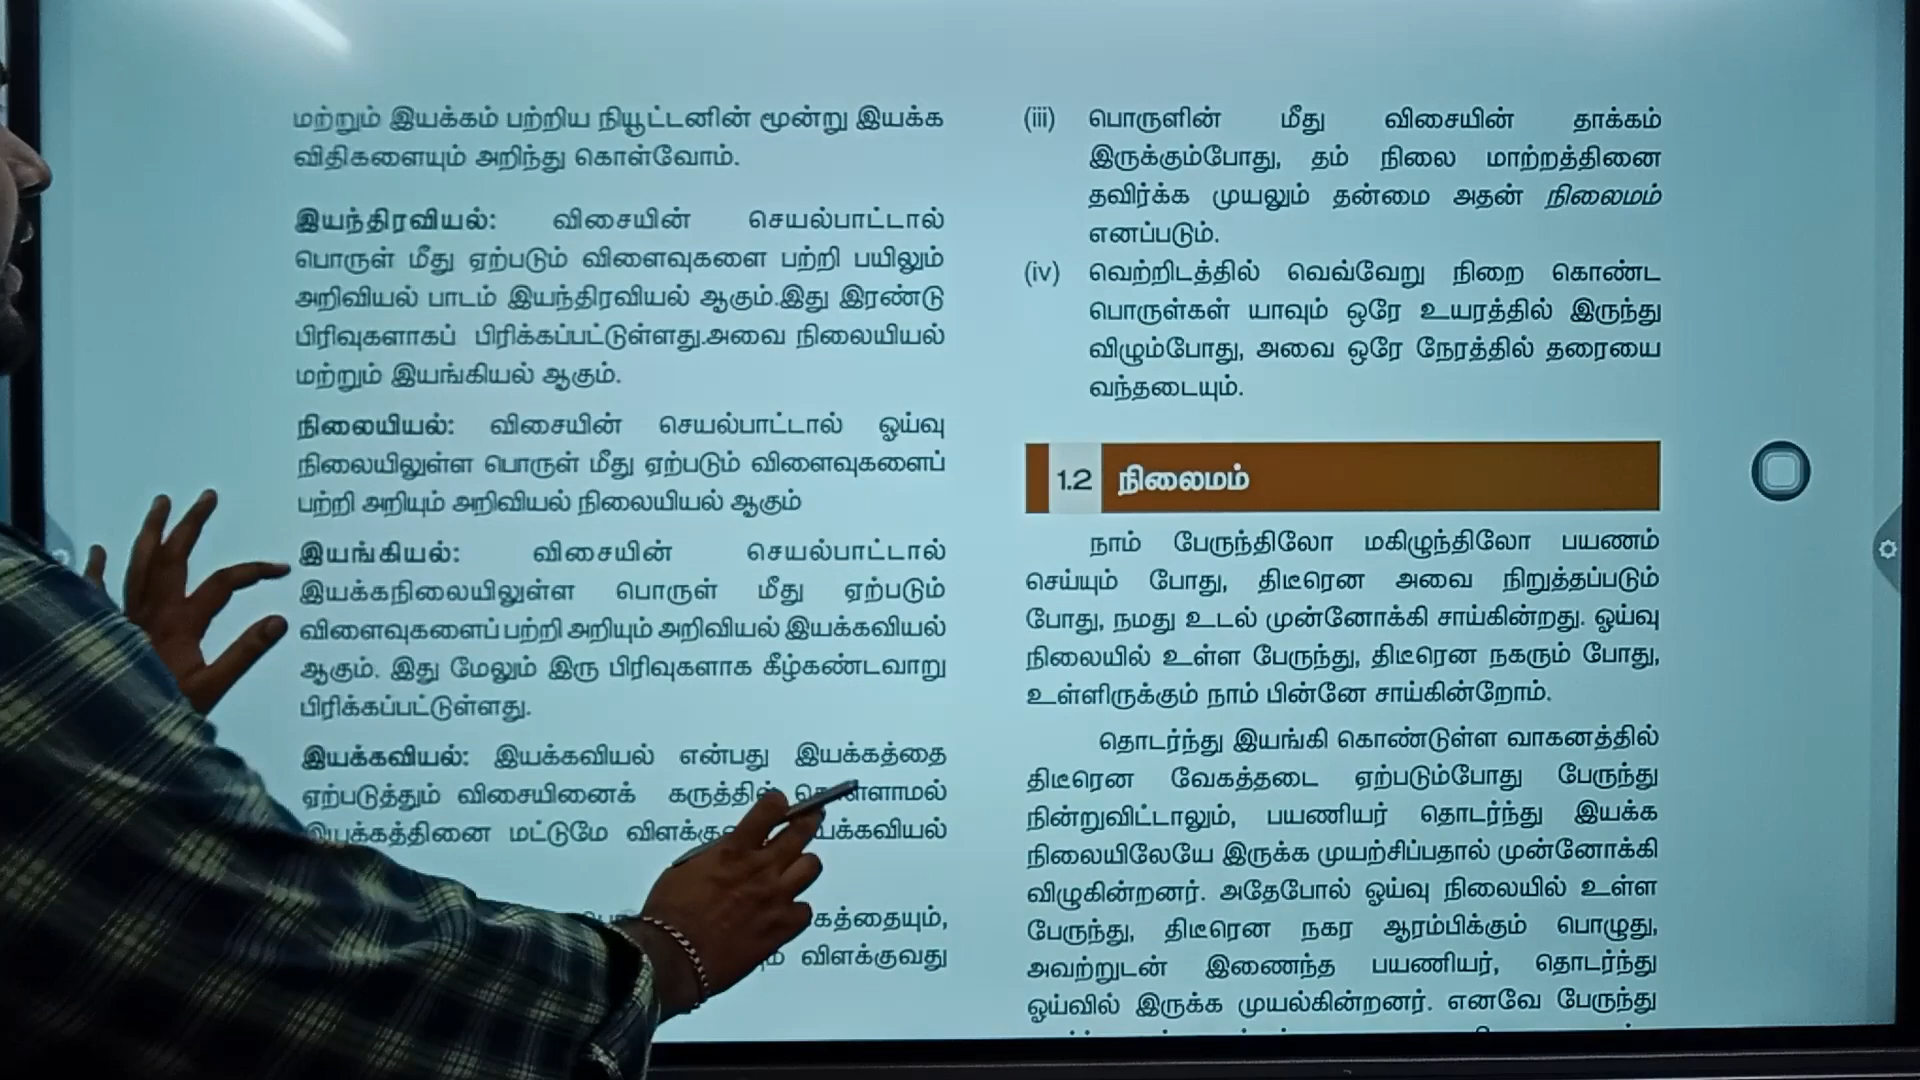 மற்றும் இயக்கம் பற்றிய நியூட்டனின் மூன்று இயக்க
விதிகளையும் அறிந்து கொள்வோம்.
இயந்திரவியல்: விசையின் செயல்பாட்டால்
பொருள் மீது ஏற்படும் விளைவுகளை பற்றி பயிலும்
அறிவியல் பாடம் இயந்திரவியல் ஆகும்.இது இரண்டு
பிரிவுகளாகப் பிரிக்கப்பட்டுள்ளது.அவை நிலையியல்
மற்றும் இயங்கியல் ஆகும்.
நிலையியல்: விசையின் செயல்பாட்டால் ஓய்வு
நிலையிலுள்ள பொருள் மீது ஏற்படும் விளைவுகளைப்
பற்றி அறியும் அறிவியல் நிலையியல் ஆகும்
இயங்கியல்: விசையின் செயல்பாட்டால்
இயக்கநிலையிலுள்ள பொருள் மீது ஏற்படும்
விளைவுகளைப் பற்றி அறியும் அறிவியல் இயக்கவியல்
ஆகும். இது மேலும் இரு பிரிவுகளாக கீழ்கண்டவாறு
பிரிக்கப்பட்டுள்ளது.
இயக்கவியல்: இயக்கவியல் என்பது இயக்கத்தை
ஏற்படுத்தும் விசையினைக் கருத்தில்
இயக்கத்தினை மட்டுமே
விளக்குவது
(iii) பொருளின் மீது விசையின் தாக்கம்
இருக்கும்போது, தம் நிலை மாற்றத்தினை
தவிர்க்க முயலும் தன்மை அதன் நிலைமம்
எனப்படும்.
(iv) வெற்றிடத்தில் வெவ்வேறு நிறை கொண்ட
பொருள்கள் யாவும் ஒரே உயரத்தில் இருந்து
விழும்போது, அவை ஒரே நேரத்தில் தரையை
வந்தடையும்.
1.2 நிலைமம்
நாம் பேருந்திலோ மகிழுந்திலோ பயணம்
செய்யும் போது, திடீரென அவை நிறுத்தப்படும்
போது, நமது உடல் முன்னோக்கி சாய்கின்றது. ஓய்வு
நிலையில் உள்ள பேருந்து, திடீரென நகரும் போது,
உள்ளிருக்கும் நாம் பின்னே சாய்கின்றோம்.
தொடர்ந்து இயங்கி கொண்டுள்ள வாகனத்தில்
திடீரென வேகத்தடை ஏற்படும்போது பேருந்து
நின்றுவிட்டாலும், பயணியர் தொடர்ந்து இயக்க
நிலையிலேயே இருக்க முயற்சிப்பதால் முன்னோக்கி
விழுகின்றனர். அதேபோல் ஓய்வு நிலையில் உள்ள
பேருந்து, திடீரென நகர ஆரம்பிக்கும் பொழுது,
அவற்றுடன் இணைந்த பயணியர், தொடர்ந்து
ஓய்வில் இருக்க முயல்கின்றனர். எனவே பேருந்து